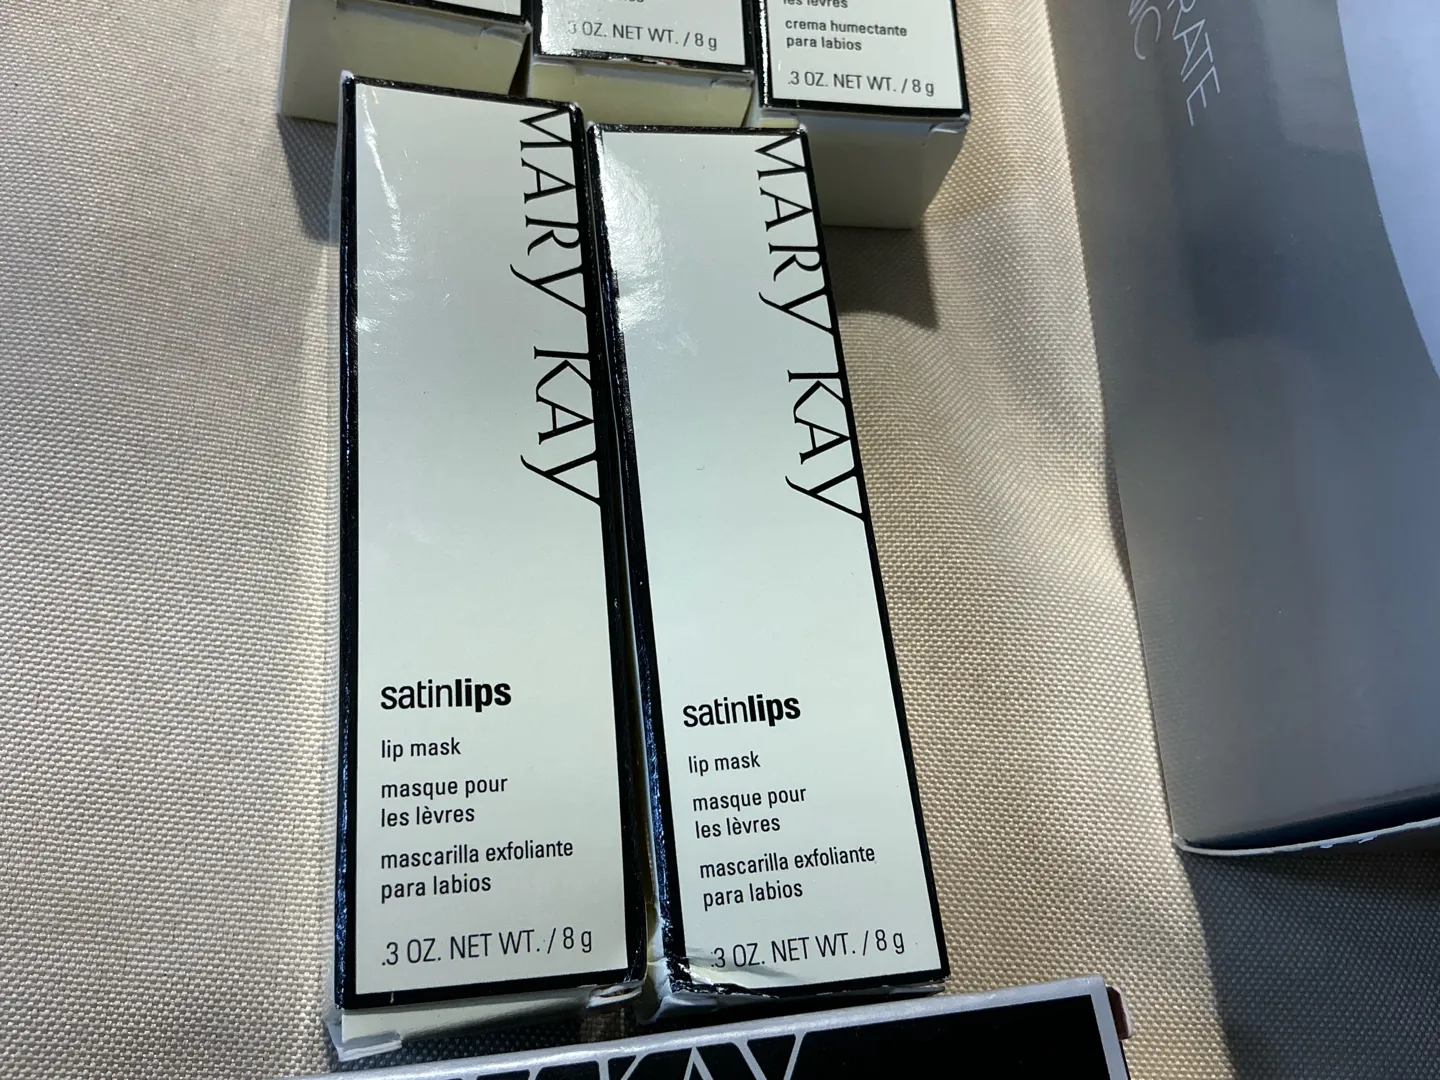 .3 OZ. NET WT. / 8 g
les lèvres
crema humectante
para labios
.3 OZ. NET WT. / 8 g
RATE
MARY KAY
satinlips
lip mask
masque pour
les lèvres
mascarilla exfoliante
para labios
.3 OZ. NET WT. / 8 g
MARY KAY
satinlips
lip mask
masque pour
les lèvres
mascarilla exfoliante
para labios
.3 OZ. NET WT. / 8 g
KAY